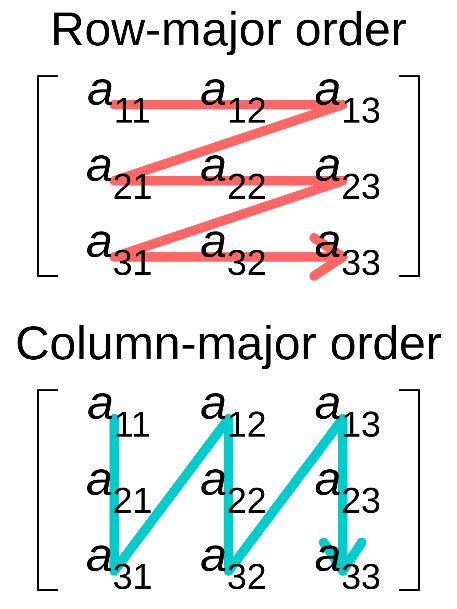 Row-major order
a11 a12 a13
a21 a22 a23
a31 a32 a33
Column-major order
a11 a12 a13
a21 a22 a23
a31 a32 a33